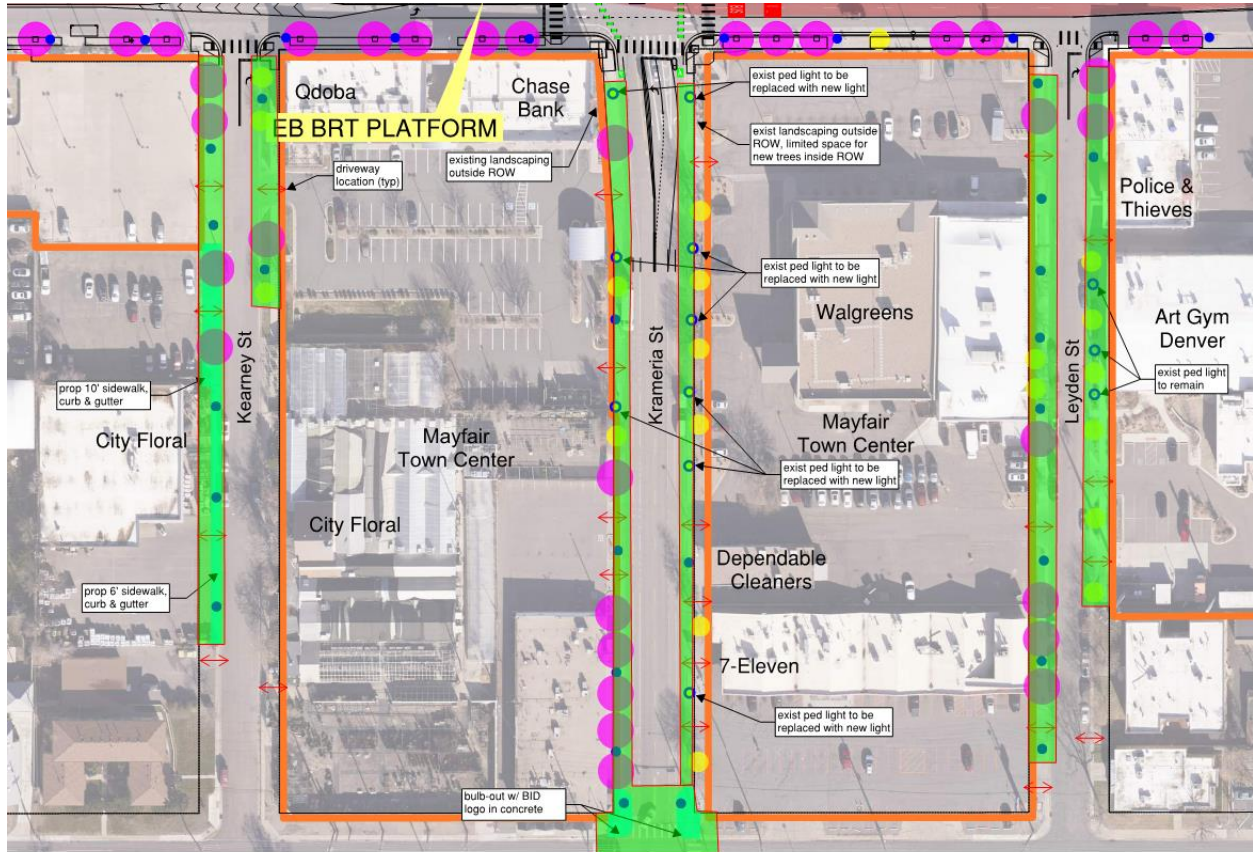 Qdoba
Chase
Bank
EB BRT PLATFORM
exist ped light to be
replaced with new light
existing landscaping
outside ROW
exist landscaping outside
ROW, limited space for
new trees inside ROW
driveway
location (typ)
Police &
Thieves
exist ped light to be
replaced with new light
Kearney St
Krameria St
Leyden St
Walgreens
Art Gym
Denver
exist ped light
to remain
prop 10' sidewalk,
curb & gutter
City Floral
Mayfair
Town Center
Mayfair
Town Center
exist ped light to be
replaced with new light
City Floral
Dependable
Cleaners
prop 6' sidewalk,
curb & gutter
7-Eleven
exist ped light to be
replaced with new light
bulb-out w/ BID
logo in concrete